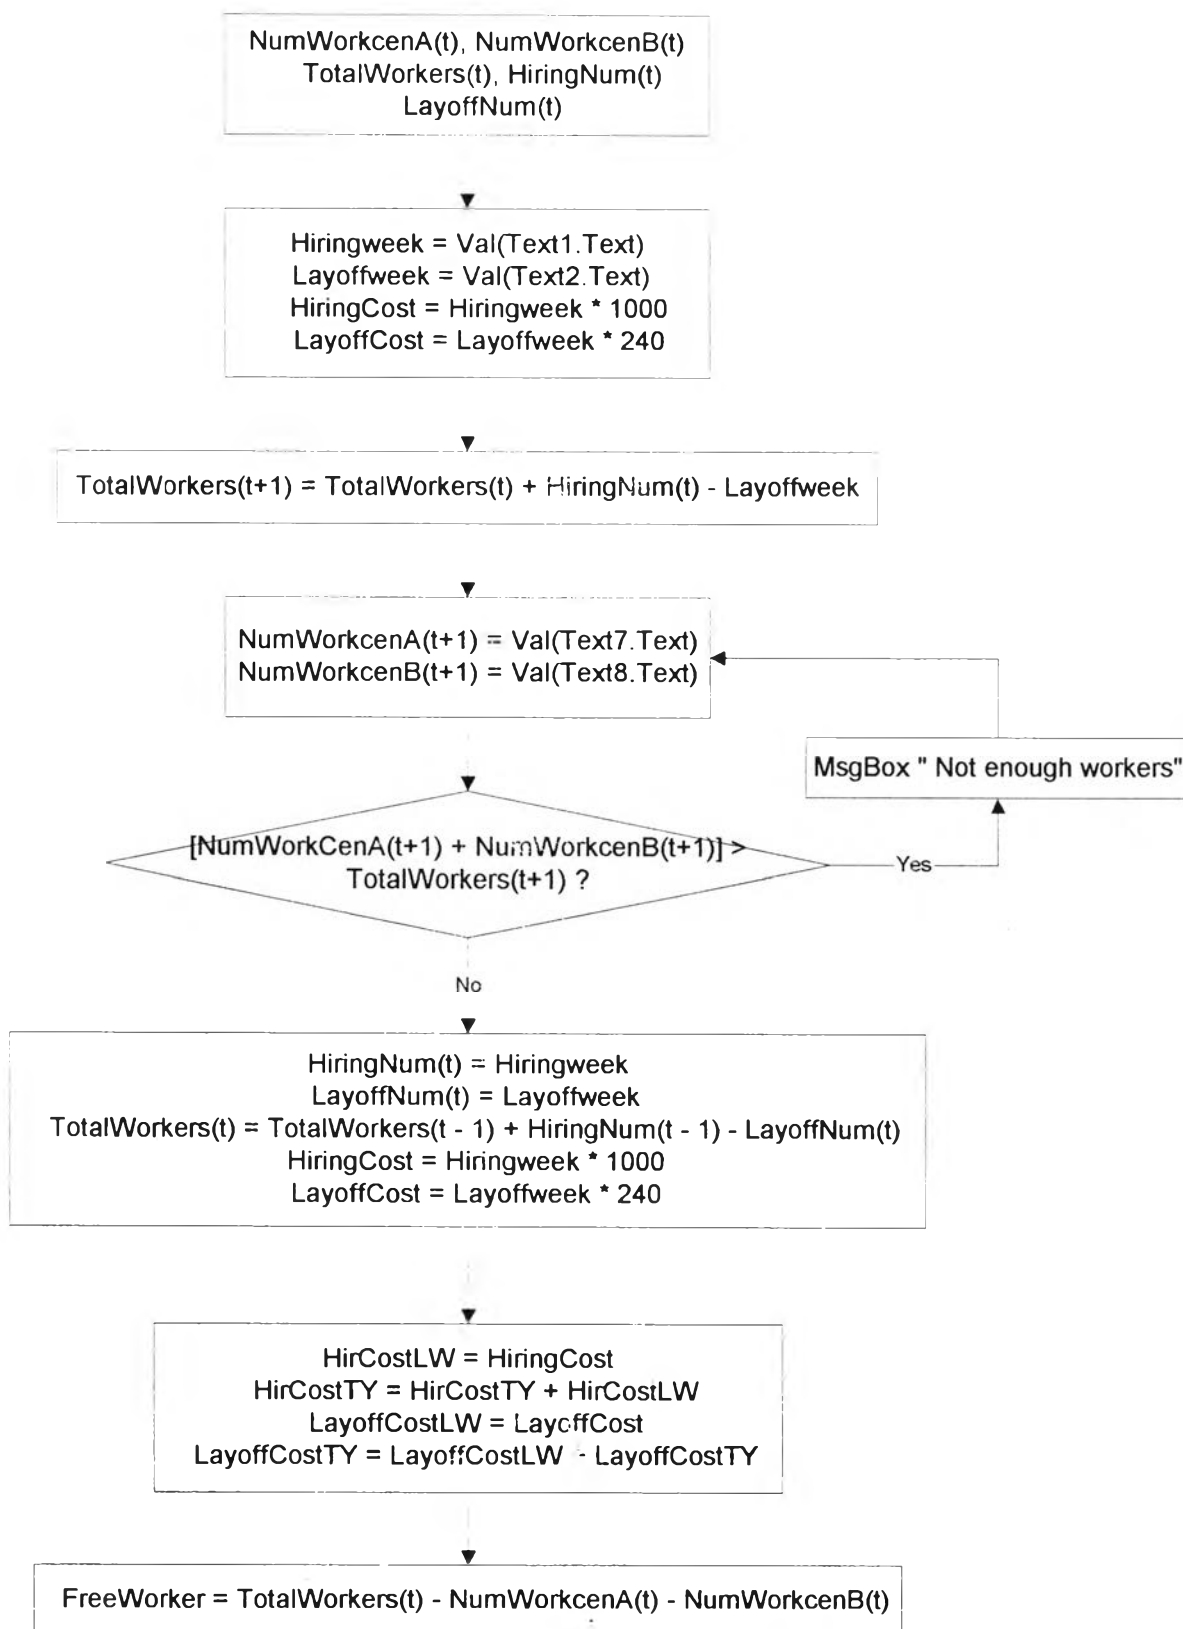 NumWorkcenA(t), NumWorkcenB(t)
TotalWorkers(t), HiringNum(t)
LayoffNum(t)
Hiringweek = Val(Text1.Text)
Layoffweek = Val(Text2.Text)
HiringCost = Hiringweek * 1000
LayoffCost = Layoffweek * 240
TotalWorkers(t+1) = TotalWorkers(t) + HiringNum(t) - Layoffweek
NumWorkcenA(t+1) = Val(Text7.Text)
NumWorkcenB(t+1) = Val(Text8.Text)
MsgBox " Not enough workers"
[NumWorkCenA(t+1) + NumWorkcenB(t+1)] >
TotalWorkers(t+1) ?
Yes
No
HiringNum(t) = Hiringweek
LayoffNum(t) = Layoffweek
TotalWorkers(t) = TotalWorkers(t - 1) + HiringNum(t - 1) - LayoffNum(t)
HiringCost = Hiringweek * 1000
LayoffCost = Layoffweek * 240
HirCostLW = HiringCost
HirCostTY = HirCostTY + HirCostLW
LayoffCostLW = LayoffCost
LayoffCostTY = LayoffCostLW - LayoffCostTY
FreeWorker = TotalWorkers(t) - NumWorkcenA(t) - NumWorkcenB(t)